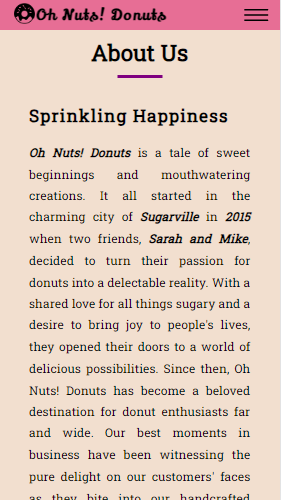 Oh Nuts! Donuts
About Us
Sprinkling Happiness
Oh Nuts! Donuts is a tale of sweet
beginnings and mouthwatering
creations. It all started in the
charming city of Sugarville in 2015
when two friends, Sarah and Mike,
decided to turn their passion for
donuts into a delectable reality. With a
shared love for all things sugary and a
desire to bring joy to people's lives,
they opened their doors to a world of
delicious possibilities. Since then, Oh
Nuts! Donuts has become a beloved
destination for donut enthusiasts far
and wide. Our best moments in
business have been witnessing the
pure delight on our customers' faces
as they bite into our handcrafted